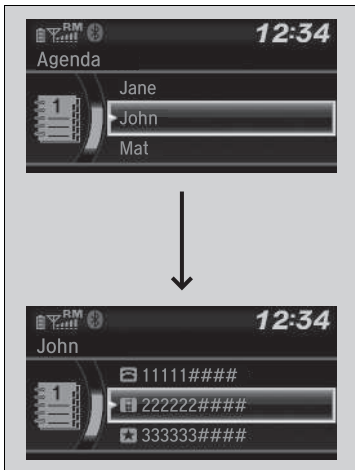 RM 12:34
Agenda
1
Jane
John
Mat
RM 12:34
John
1
11111####
222222####
333333####